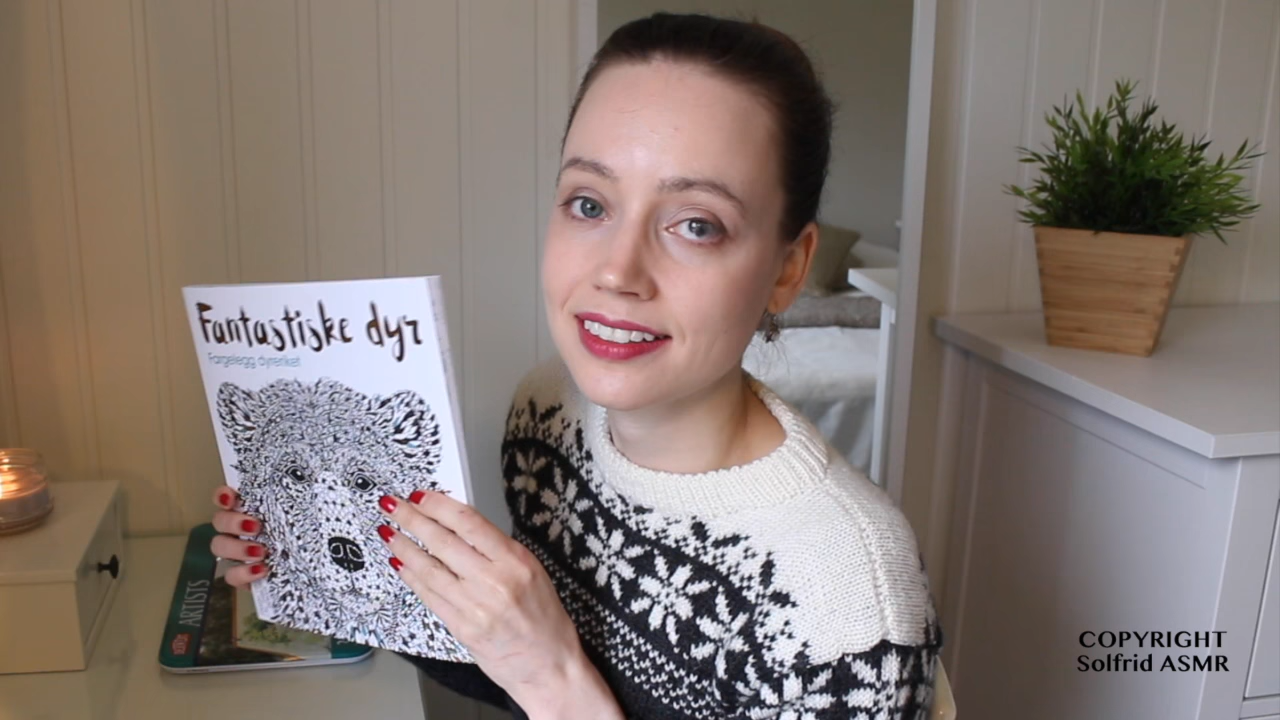 Fantastiske dyr
Fargelegg dyreriket
ARTISTS
COPYRIGHT
Solfrid ASMR